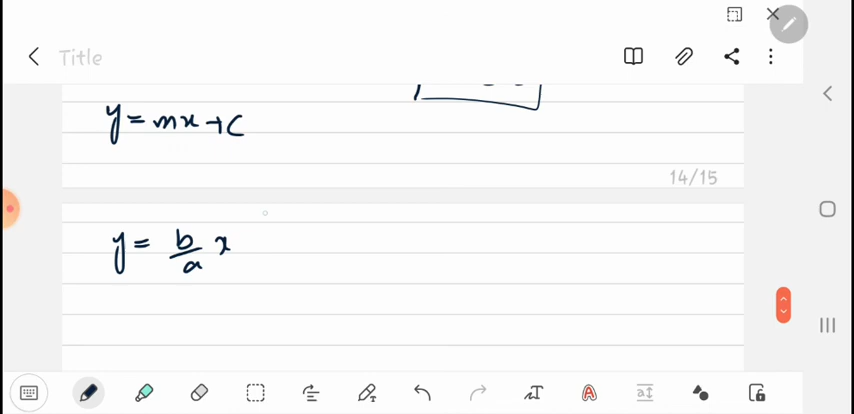 Title
y = mx + c
14/15
y = b/a x